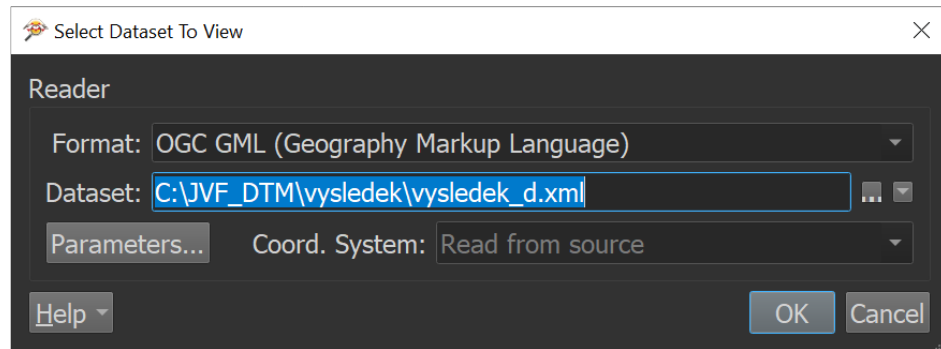 Select Dataset To View
Reader
Format: OGC GML (Geography Markup Language)
Dataset: C:\JVF_DTM\vysledek\vysledek_d.xml ...
Parameters... Coord. System: Read from source
Help OK Cancel